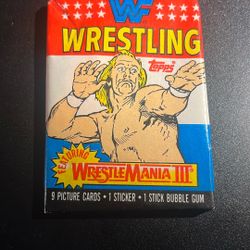 WF
WRESTLING
Topps
®
FEATURING
WRESTLEMANIA III®
9 PICTURE CARDS • 1 STICKER • 1 STICK BUBBLE GUM